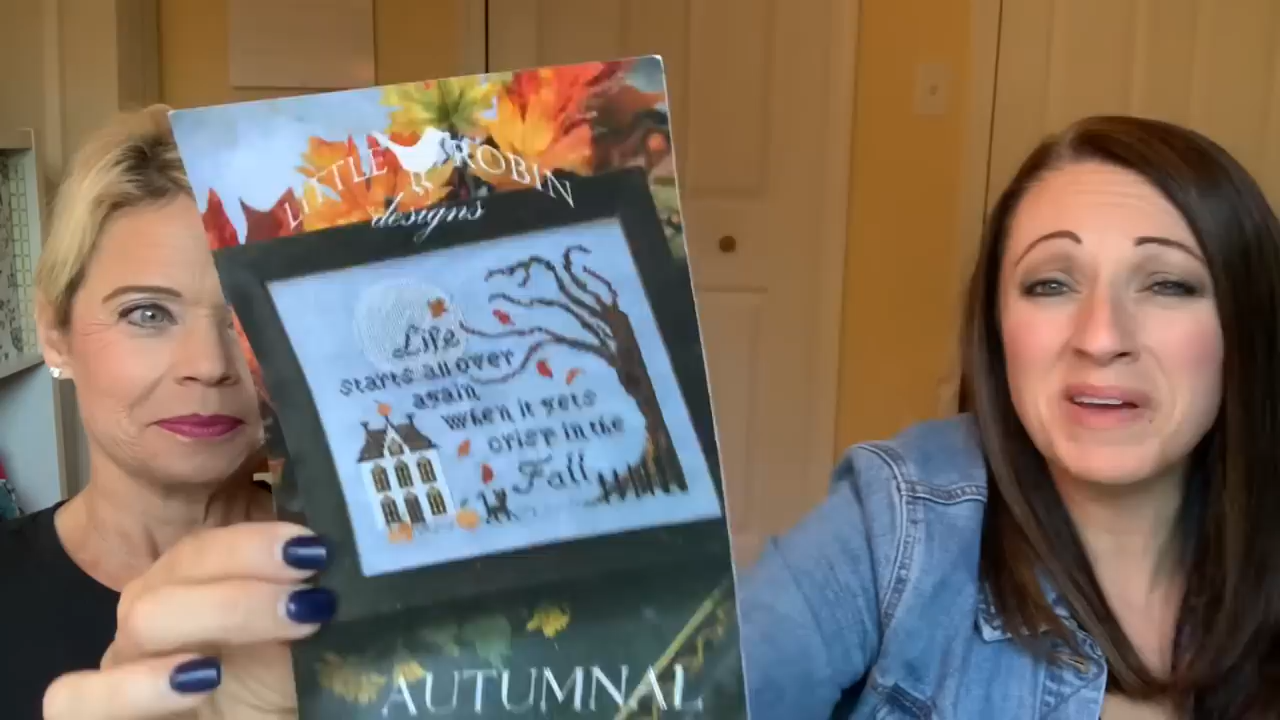 LITTLE ROBIN
designs
Life
starts all over
again
when it gets
crisp in the
Fall
AUTUMNAL